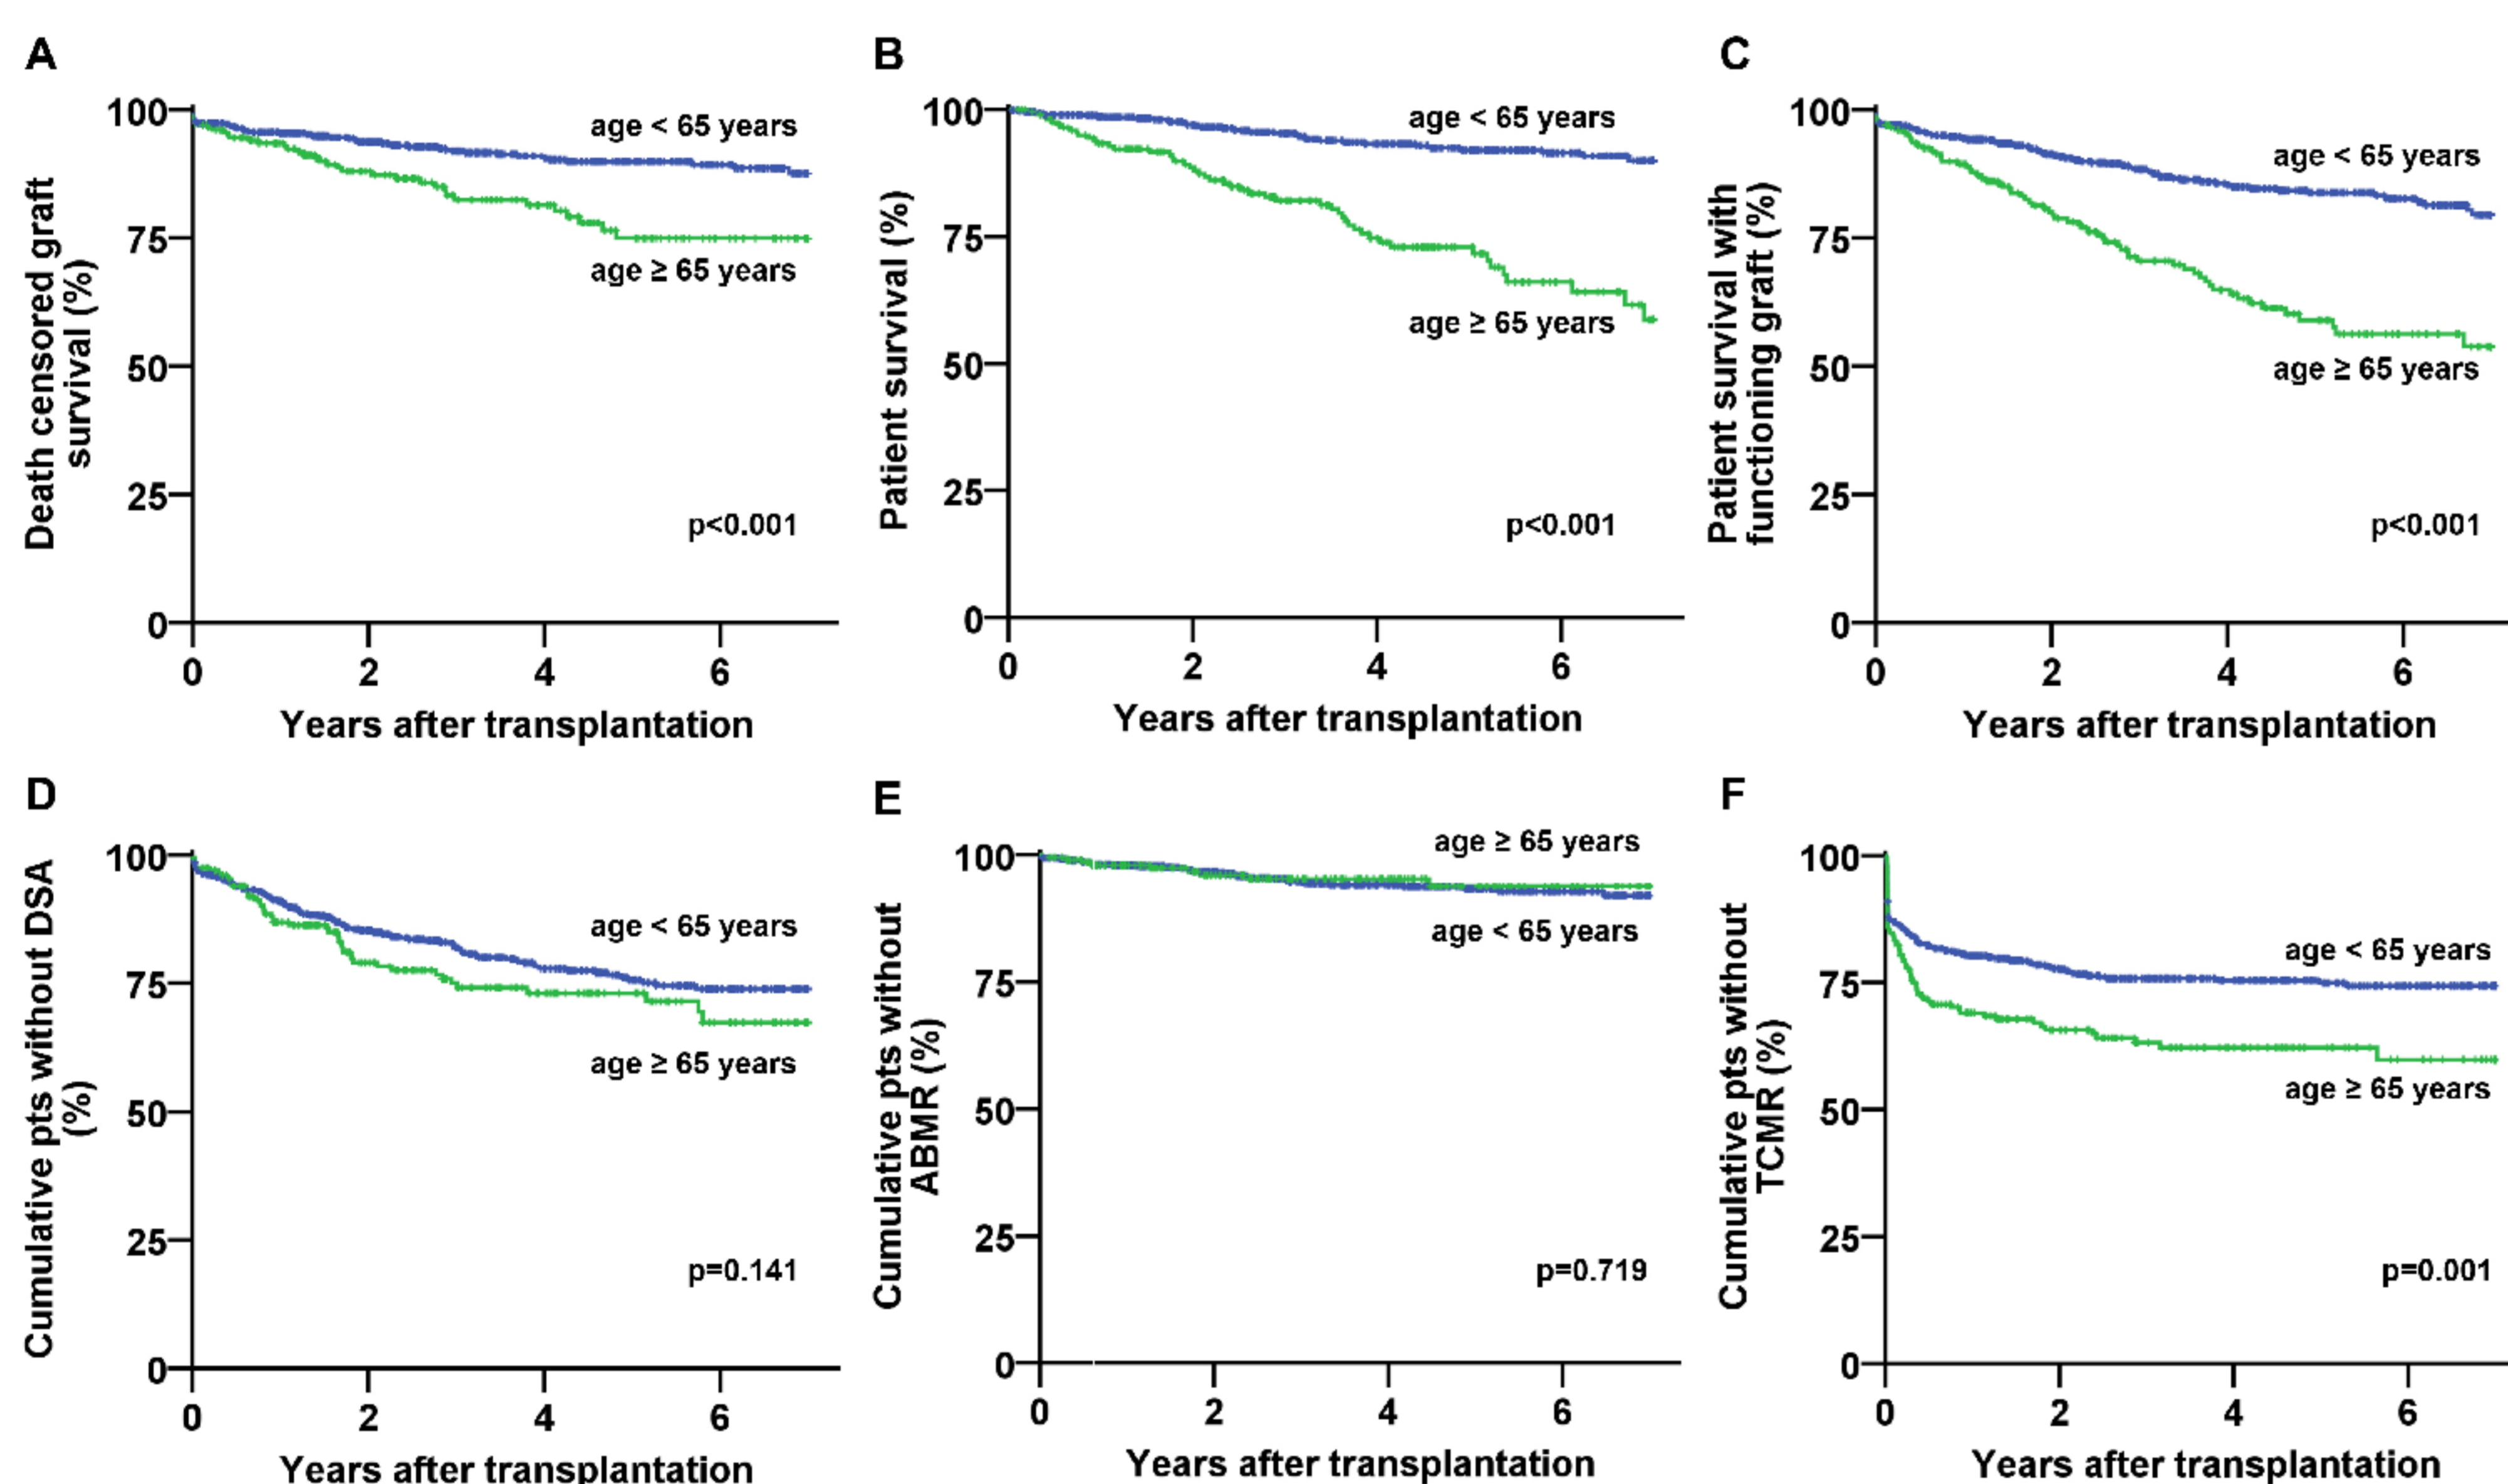 A
Death censored graft
survival (%)
100
75
50
25
0
age < 65 years
age ≥ 65 years
p<0.001
0 2 4 6
Years after transplantation
B
Patient survival (%)
100
75
50
25
0
age < 65 years
age ≥ 65 years
p<0.001
0 2 4 6
Years after transplantation
C
Patient survival with
functioning graft (%)
100
75
50
25
0
age < 65 years
age ≥ 65 years
p<0.001
0 2 4 6
Years after transplantation
D
Cumulative pts without DSA
(%)
100
75
50
25
0
age < 65 years
age ≥ 65 years
p=0.141
0 2 4 6
Years after transplantation
E
Cumulative pts without
ABMR (%)
100
75
50
25
0
age ≥ 65 years
age < 65 years
p=0.719
0 2 4 6
Years after transplantation
F
Cumulative pts without
TCMR (%)
100
75
50
25
0
age < 65 years
age ≥ 65 years
p=0.001
0 2 4 6
Years after transplantation